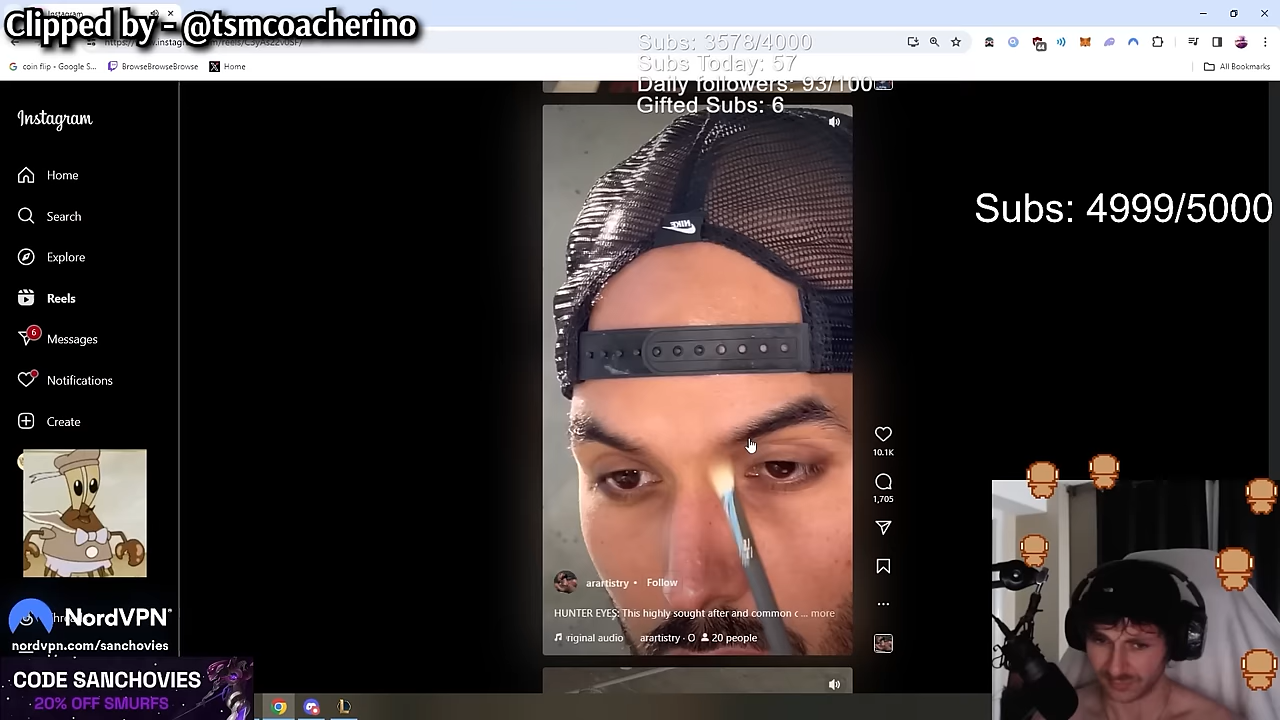 Clipped by - @tsmcoacherino
Subs: 3578/4000
Subs Today: 57
Daily followers: 93/100
Gifted Subs: 6
coin flip - Google S...
BrowseBrowseBrowse
Home
All Bookmarks
Instagram
Home
Search
Explore
Reels
6
Messages
Notifications
Create
NIKE
Subs: 4999/5000
10.1K
1,705
arartistry • Follow
HUNTER EYES: This highly sought after and common c ... more
riginal audio
arartistry · O
20 people
NordVPN
nordvpn.com/sanchovies
CODE SANCHOVIES
20% OFF SMURFS